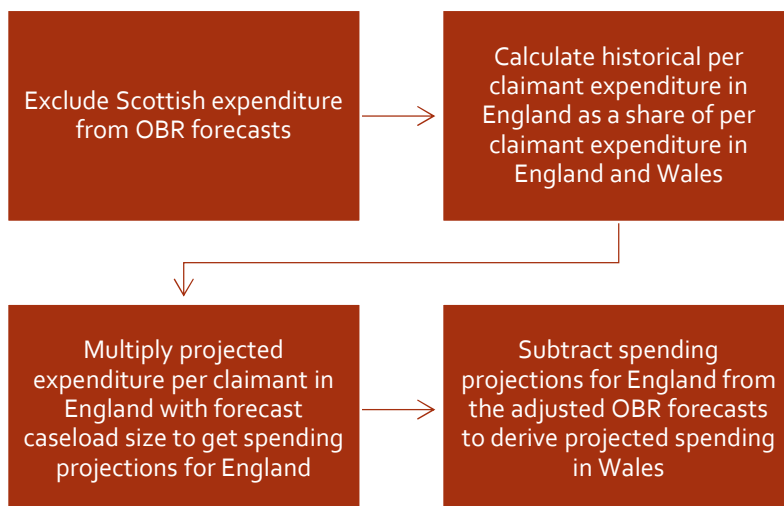 Exclude Scottish expenditure
from OBR forecasts
Calculate historical per
claimant expenditure in
England as a share of per
claimant expenditure in
England and Wales
Multiply projected
expenditure per claimant in
England with forecast
caseload size to get spending
projections for England
Subtract spending
projections for England from
the adjusted OBR forecasts
to derive projected spending
in Wales